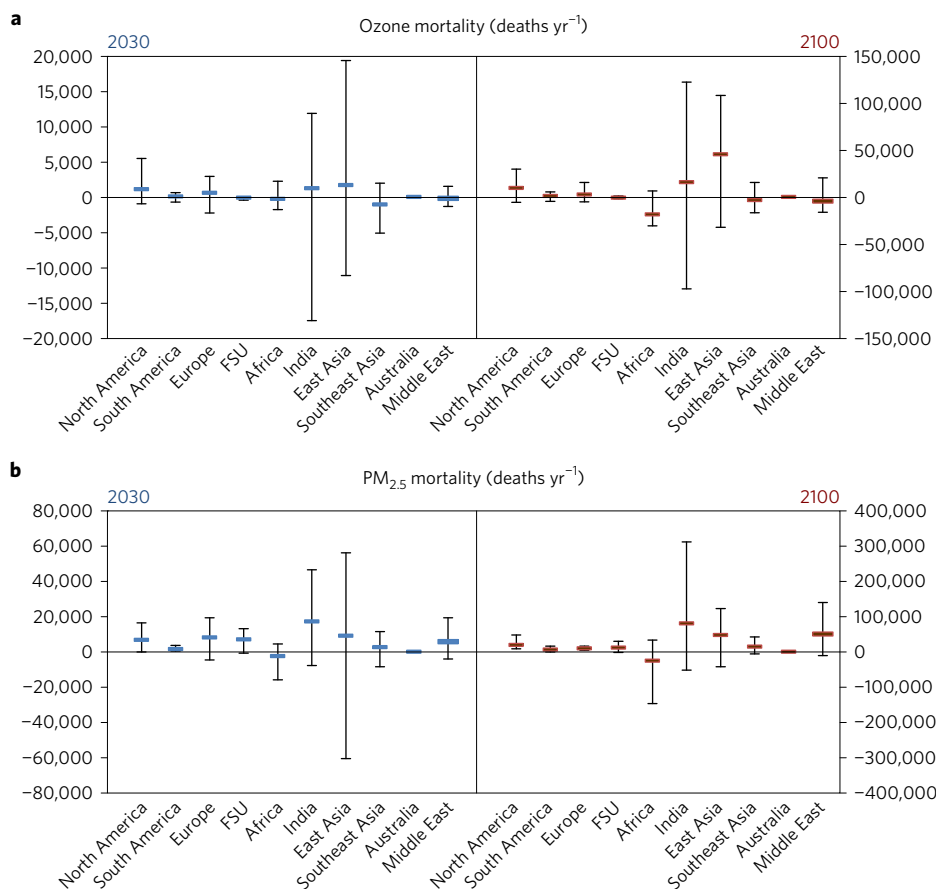 a
Ozone mortality (deaths yr⁻¹)
2030
2100
20,000
15,000
10,000
5,000
0
−5,000
−10,000
−15,000
−20,000
150,000
100,000
50,000
0
−50,000
−100,000
−150,000
North America
South America
Europe
FSU
Africa
India
East Asia
Southeast Asia
Australia
Middle East
North America
South America
Europe
FSU
Africa
India
East Asia
Southeast Asia
Australia
Middle East
b
PM₂.₅ mortality (deaths yr⁻¹)
2030
2100
80,000
60,000
40,000
20,000
0
−20,000
−40,000
−60,000
−80,000
400,000
300,000
200,000
100,000
0
−100,000
−200,000
−300,000
−400,000
North America
South America
Europe
FSU
Africa
India
East Asia
Southeast Asia
Australia
Middle East
North America
South America
Europe
FSU
Africa
India
East Asia
Southeast Asia
Australia
Middle East